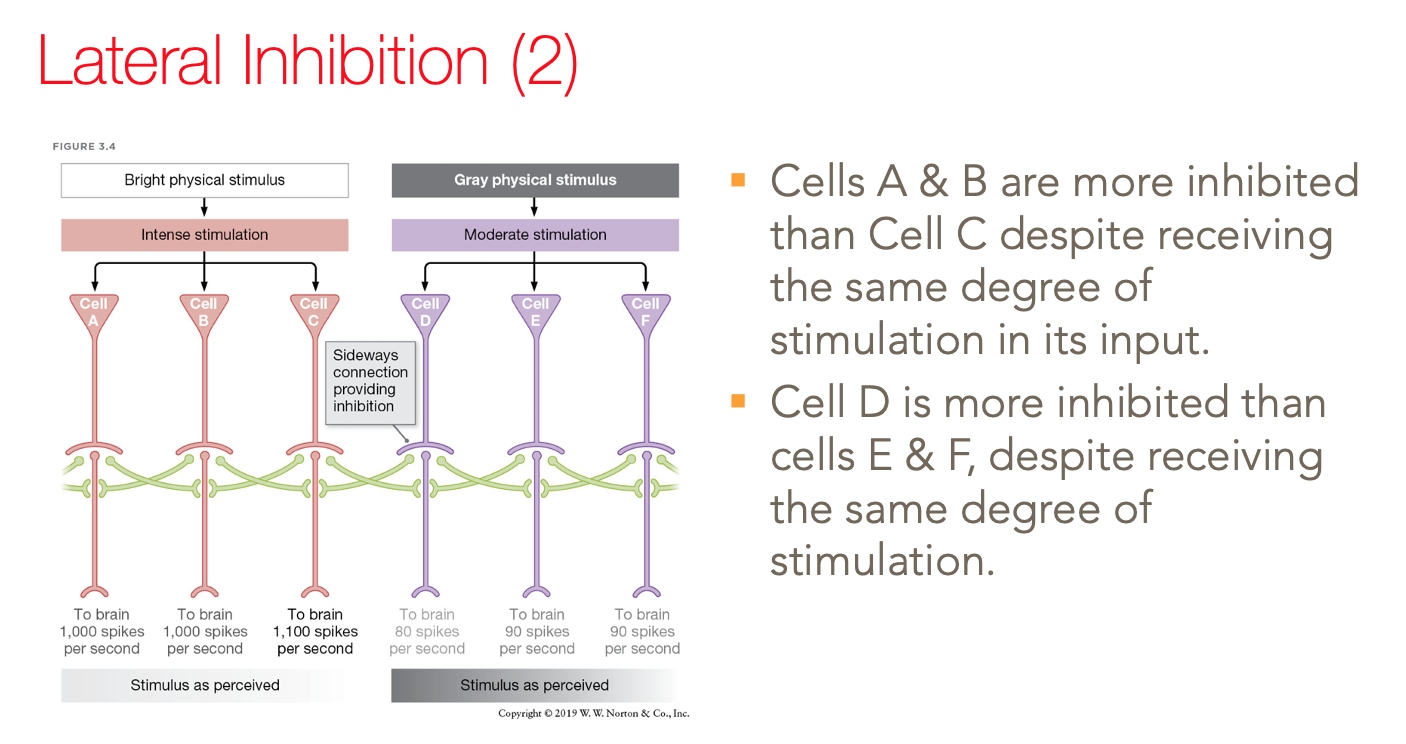 Lateral Inhibition (2)
FIGURE 3.4
Bright physical stimulus
Gray physical stimulus
Intense stimulation
Moderate stimulation
Cell
A
Cell
B
Cell
C
Cell
D
Cell
E
Cell
F
Sideways
connection
providing
inhibition
To brain
1,000 spikes
per second
To brain
1,000 spikes
per second
To brain
1,100 spikes
per second
To brain
80 spikes
per second
To brain
90 spikes
per second
To brain
90 spikes
per second
Stimulus as perceived
Stimulus as perceived
Copyright © 2019 W. W. Norton & Co., Inc.
Cells A & B are more inhibited
than Cell C despite receiving
the same degree of
stimulation in its input.
Cell D is more inhibited than
cells E & F, despite receiving
the same degree of
stimulation.